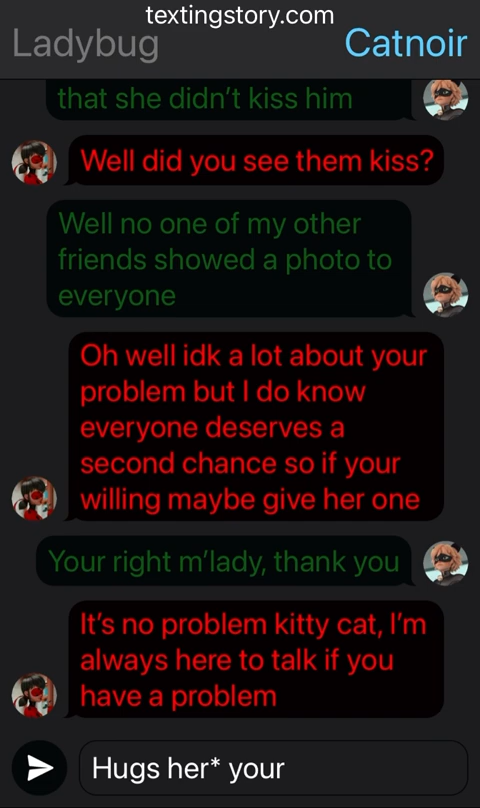 textingstory.com
Ladybug
Catnoir
that she didn’t kiss him
Well did you see them kiss?
Well no one of my other
friends showed a photo to
everyone
Oh well idk a lot about your
problem but I do know
everyone deserves a
second chance so if your
willing maybe give her one
Your right m’lady, thank you
It’s no problem kitty cat, I’m
always here to talk if you
have a problem
Hugs her* your